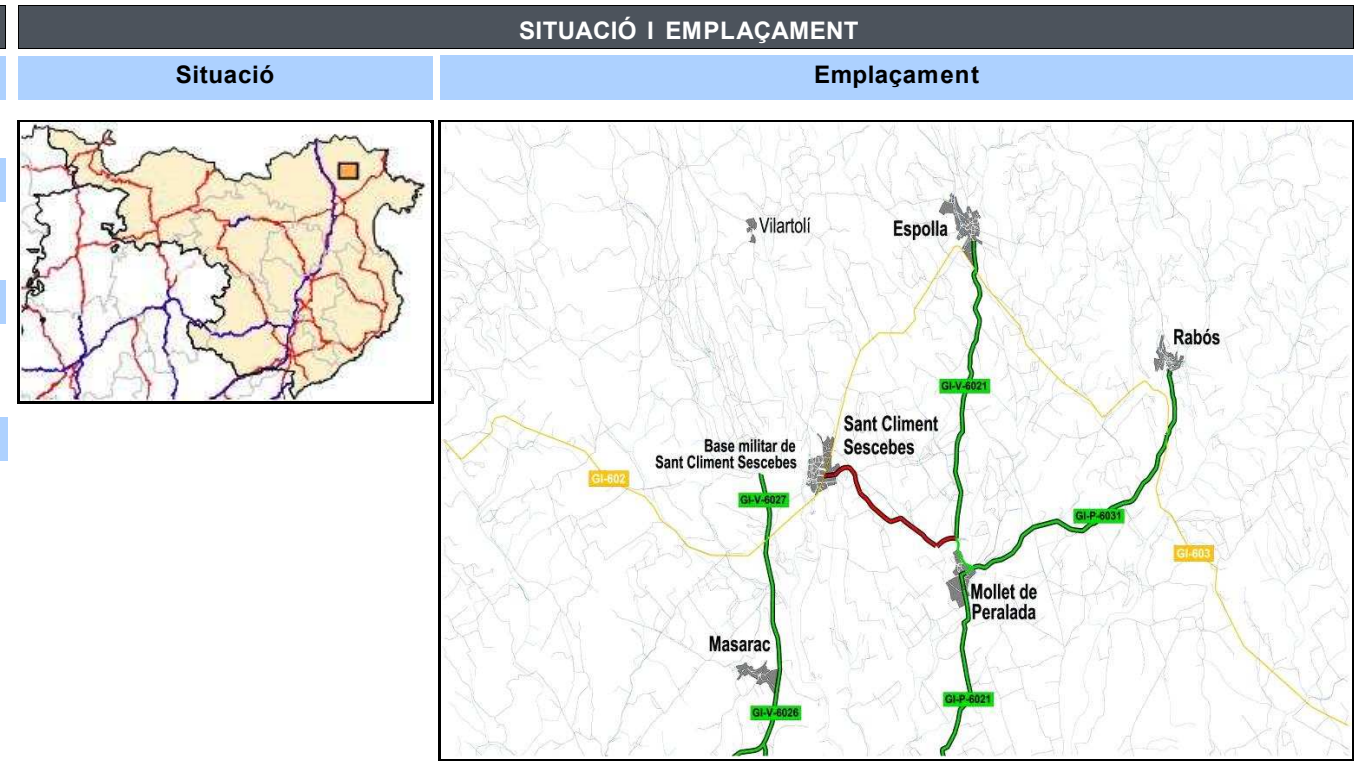 SITUACIÓ I EMPLAÇAMENT
Situació
Emplaçament
Vilartolí
Espolla
Rabós
GI-V-6021
Sant Climent
Sescebes
Base militar de
Sant Climent Sescebes
GI-602
GI-V-6027
GI-P-6031
GI-603
Mollet de
Peralada
Masarac
GI-P-6021
GI-V-6026